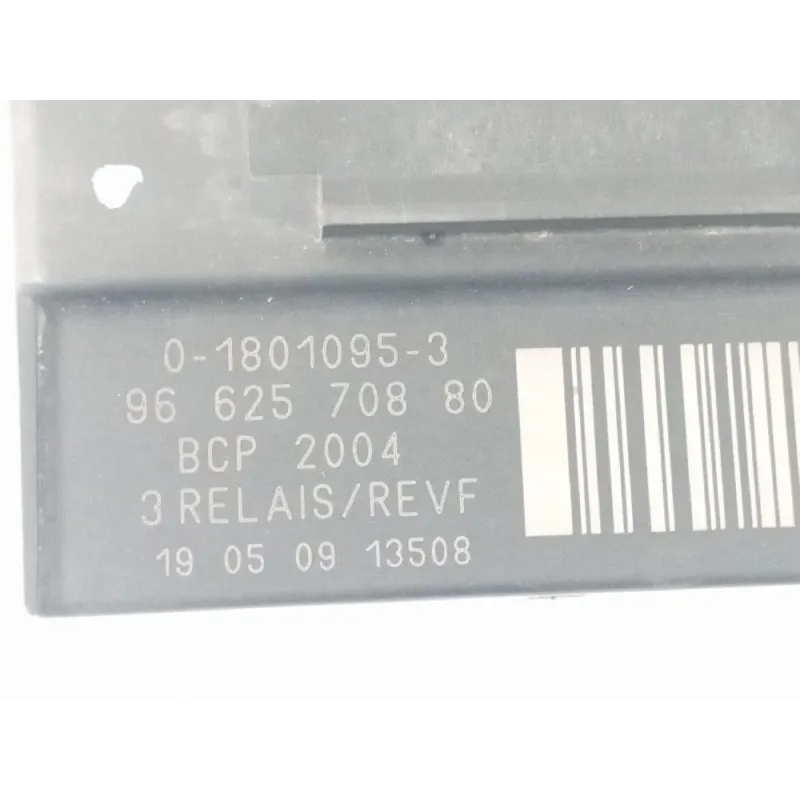 0-1801095-3
96 625 708 80
BCP 2004
3 RELAIS/REVF
19 05 09 13508